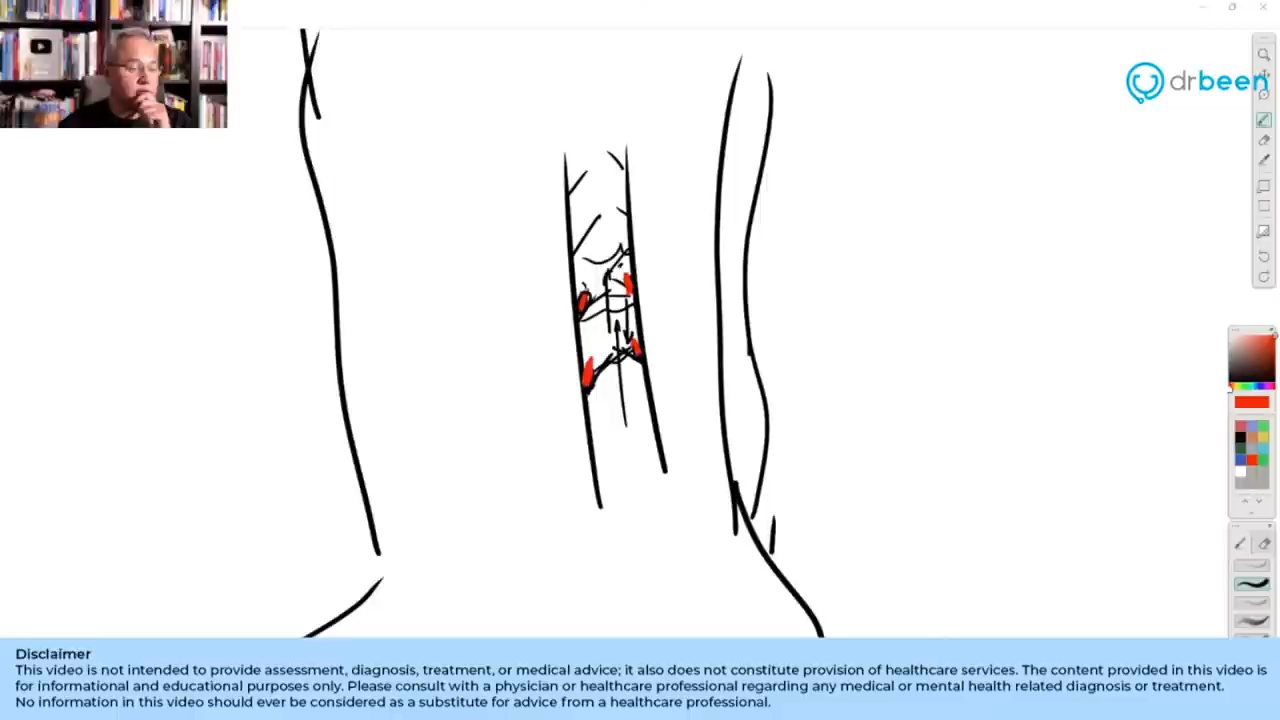 drbeen
Disclaimer
This video is not intended to provide assessment, diagnosis, treatment, or medical advice; it also does not constitute provision of healthcare services. The content provided in this video is
for informational and educational purposes only. Please consult with a physician or healthcare professional regarding any medical or mental health related diagnosis or treatment.
No information in this video should ever be considered as a substitute for advice from a healthcare professional.